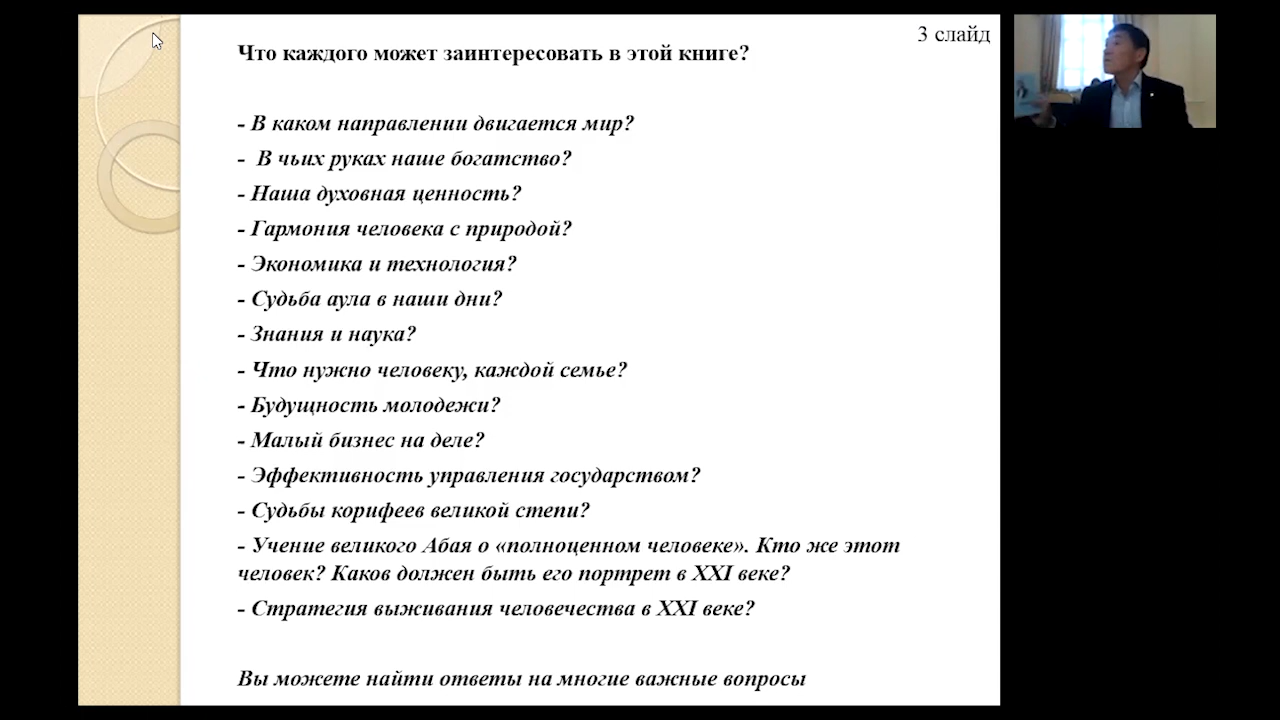 3 слайд
Что каждого может заинтересовать в этой книге?
- В каком направлении двигается мир?
- В чьих руках наше богатство?
- Наша духовная ценность?
- Гармония человека с природой?
- Экономика и технология?
- Судьба аула в наши дни?
- Знания и наука?
- Что нужно человеку, каждой семье?
- Будущность молодежи?
- Малый бизнес на деле?
- Эффективность управления государством?
- Судьбы корифеев великой степи?
- Учение великого Абая о «полноценном человеке». Кто же этот
человек? Каков должен быть его портрет в XXI веке?
- Стратегия выживания человечества в XXI веке?
Вы можете найти ответы на многие важные вопросы